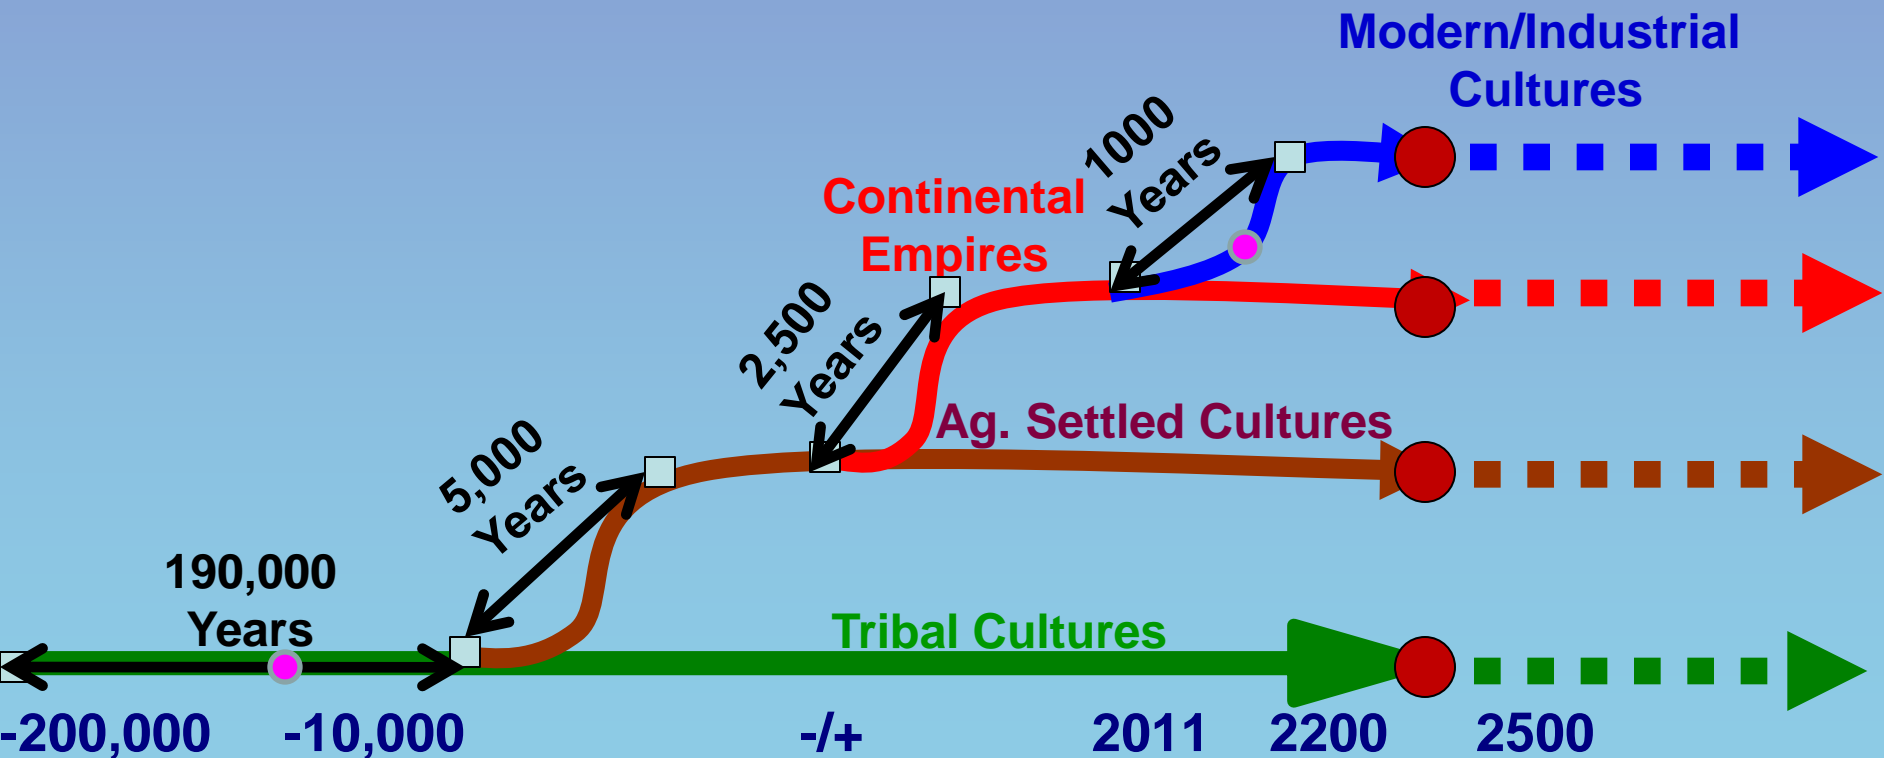 Modern/Industrial
Cultures
1000
Years
Continental
Empires
2,500
Years
Ag. Settled Cultures
5,000
Years
190,000
Years
Tribal Cultures
-200,000 -10,000 -/+ 2011 2200 2500